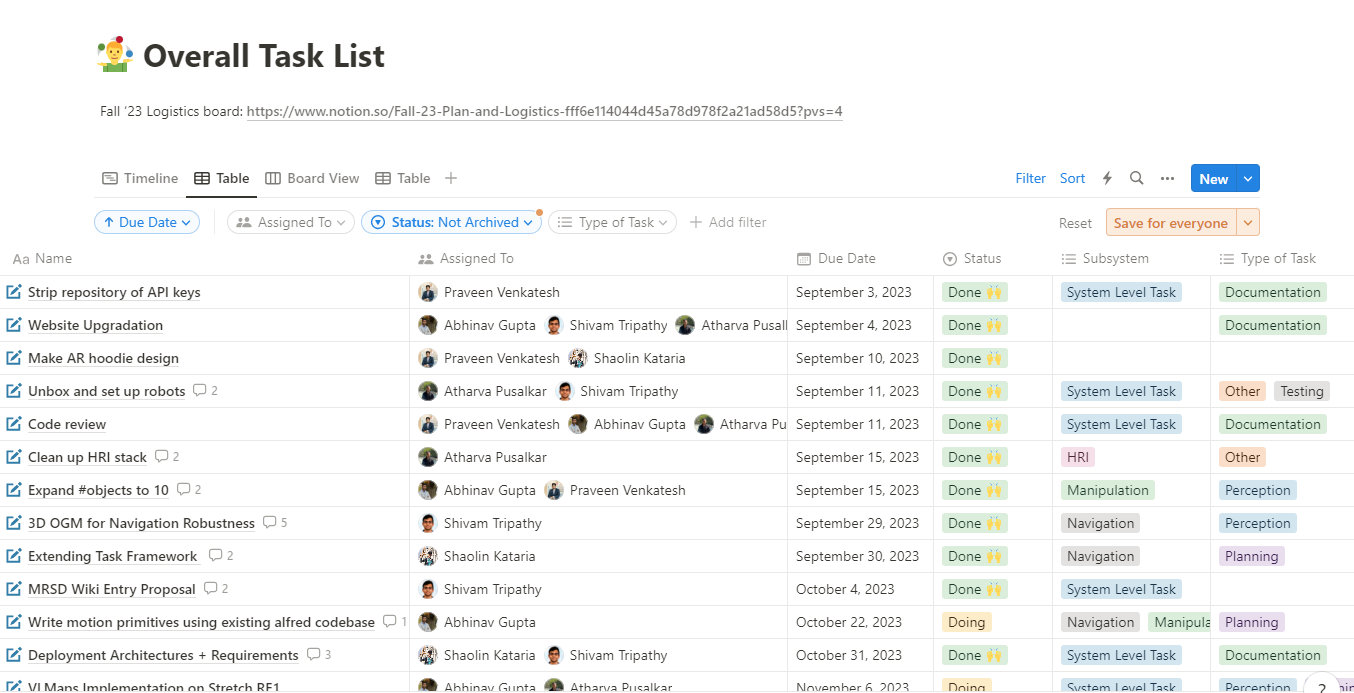 Overall Task List
Fall '23 Logistics board: https://www.notion.so/Fall-23-Plan-and-Logistics-fff6e114044d45a78d978f2a21ad58d5?pvs=4
Timeline Table Board View Table Filter Sort New
Due Date Assigned To Status: Not Archived Type of Task Add filter Reset Save for everyone
Aa Name Assigned To Due Date Status Subsystem Type of Task
Strip repository of API keys Praveen Venkatesh September 3, 2023 Done 🙌 System Level Task Documentation
Website Upgradation Abhinav Gupta Shivam Tripathy Atharva Pusall September 4, 2023 Done 🙌 Documentation
Make AR hoodie design Praveen Venkatesh Shaolin Kataria September 10, 2023 Done 🙌
Unbox and set up robots 2 Atharva Pusalkar Shivam Tripathy September 11, 2023 Done 🙌 System Level Task Other Testing
Code review Praveen Venkatesh Abhinav Gupta Atharva Pu September 11, 2023 Done 🙌 System Level Task Documentation
Clean up HRI stack 2 Atharva Pusalkar September 15, 2023 Done 🙌 HRI Other
Expand #objects to 10 2 Abhinav Gupta Praveen Venkatesh September 15, 2023 Done 🙌 Manipulation Perception
3D OGM for Navigation Robustness 5 Shivam Tripathy September 29, 2023 Done 🙌 Navigation Perception
Extending Task Framework 2 Shaolin Kataria September 30, 2023 Done 🙌 Navigation Planning
MRSD Wiki Entry Proposal 2 Shivam Tripathy October 4, 2023 Done 🙌 System Level Task
Write motion primitives using existing alfred codebase 1 Abhinav Gupta October 22, 2023 Doing Navigation Manipula Planning
Deployment Architectures + Requirements 3 Shaolin Kataria Shivam Tripathy October 31, 2023 Done 🙌 System Level Task Documentation
VLMaps Implementation on Stretch RE1 Abhinav Gupta Atharva Pusalkar November 6, 2023 Doing System Level Task Perception ?